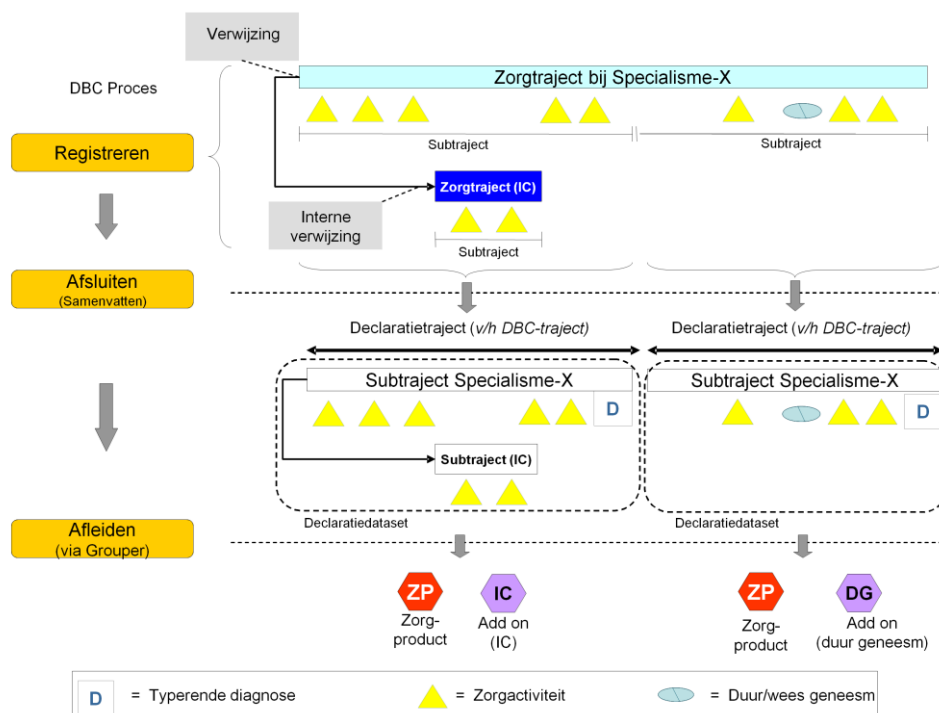 Verwijzing
DBC Proces
Zorgtraject bij Specialisme-X
Registreren
Subtraject
Subtraject
Zorgtraject (IC)
Interne
verwijzing
Subtraject
Afsluiten
(Samenvatten)
Declaratietraject (v/h DBC-traject)
Declaratietraject (v/h DBC-traject)
Subtraject Specialisme-X
Subtraject Specialisme-X
D
D
Subtraject (IC)
Declaratiedataset
Declaratiedataset
Afleiden
(via Grouper)
ZP
IC
ZP
DG
Zorg-
product
Add on
(IC)
Zorg-
product
Add on
(duur geneesm)
D = Typerende diagnose
= Zorgactiviteit
= Duur/wees geneesm